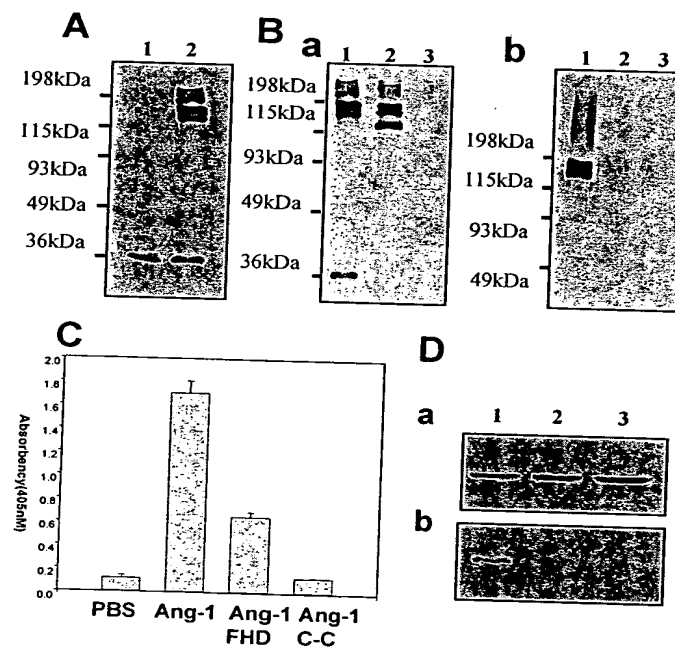 A
1 2
198kDa
115kDa
93kDa
49kDa
36kDa
B
a
1 2 3
198kDa
115kDa
93kDa
49kDa
36kDa
b
1 2 3
198kDa
115kDa
93kDa
49kDa
C
Absorbency(405nM)
2.0
1.8
1.6
1.4
1.2
1.0
0.8
0.6
0.4
0.2
0.0
PBS Ang-1 Ang-1 Ang-1
FHD C-C
D
a
1 2 3
b